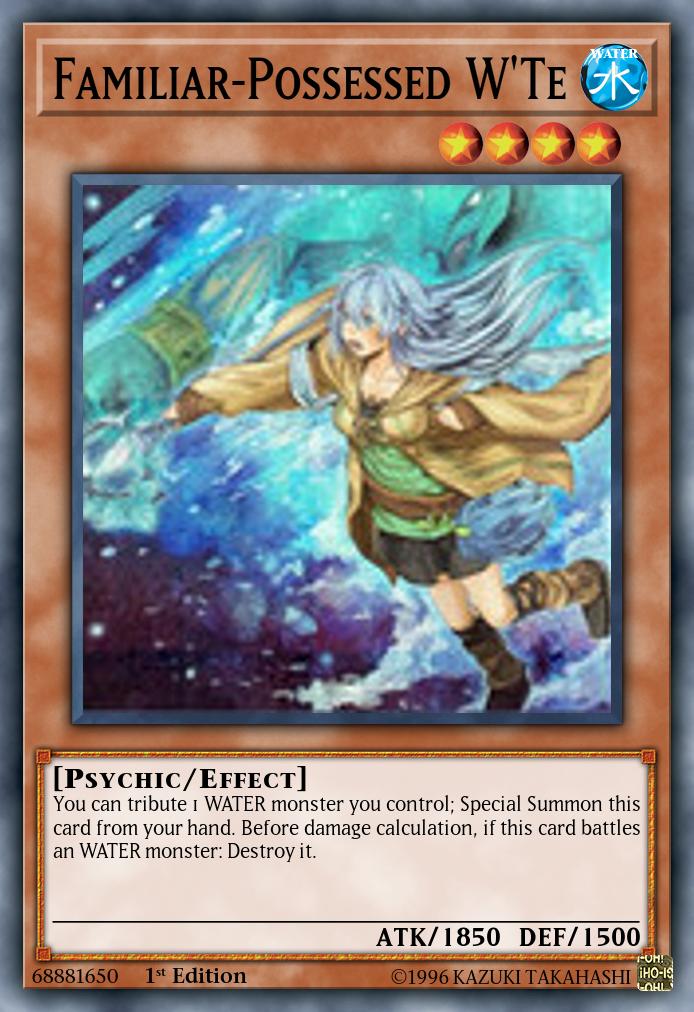 Familiar-Possessed W'Te
WATER
水
[Psychic/Effect]
You can tribute 1 WATER monster you control; Special Summon this
card from your hand. Before damage calculation, if this card battles
an WATER monster: Destroy it.
ATK/1850 DEF/1500
68881650 1st Edition ©1996 KAZUKI TAKAHASHI